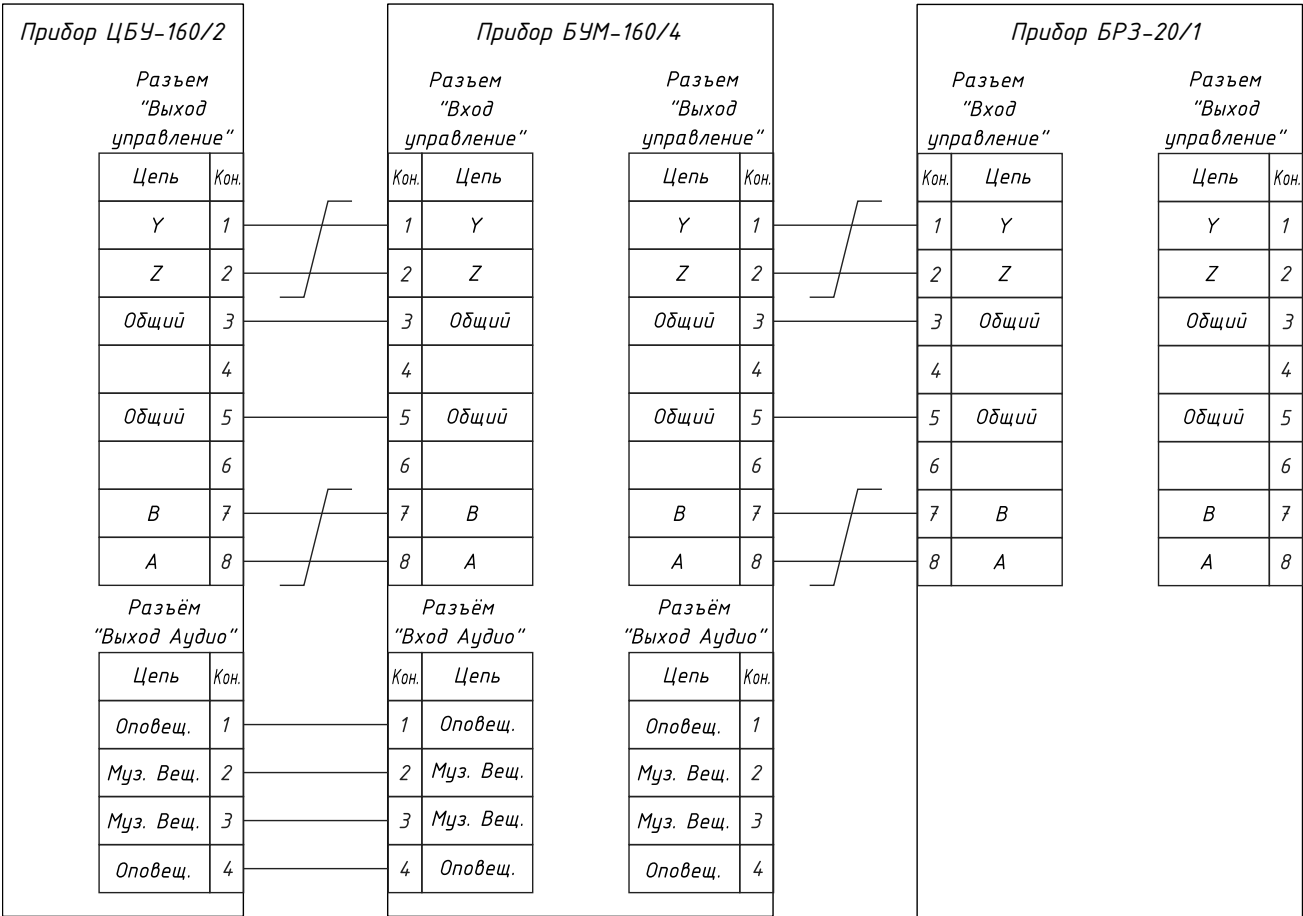 Прибор ЦБУ-160/2
Разъем
"Выход
управление"
Цепь Кон.
Y 1
Z 2
Общий 3
4
Общий 5
6
B 7
A 8
Разъём
"Выход Аудио"
Цепь Кон.
Оповещ. 1
Муз. Вещ. 2
Муз. Вещ. 3
Оповещ. 4
Прибор БУМ-160/4
Разъем
"Вход
управление"
Кон. Цепь
1 Y
2 Z
3 Общий
4
5 Общий
6
7 B
8 A
Разъём
"Вход Аудио"
Кон. Цепь
1 Оповещ.
2 Муз. Вещ.
3 Муз. Вещ.
4 Оповещ.
Разъем
"Выход
управление"
Цепь Кон.
Y 1
Z 2
Общий 3
4
Общий 5
6
B 7
A 8
Разъём
"Выход Аудио"
Цепь Кон.
Оповещ. 1
Муз. Вещ. 2
Муз. Вещ. 3
Оповещ. 4
Прибор БРЗ-20/1
Разъем
"Вход
управление"
Кон. Цепь
1 Y
2 Z
3 Общий
4
5 Общий
6
7 B
8 A
Разъем
"Выход
управление"
Цепь Кон.
Y 1
Z 2
Общий 3
4
Общий 5
6
B 7
A 8